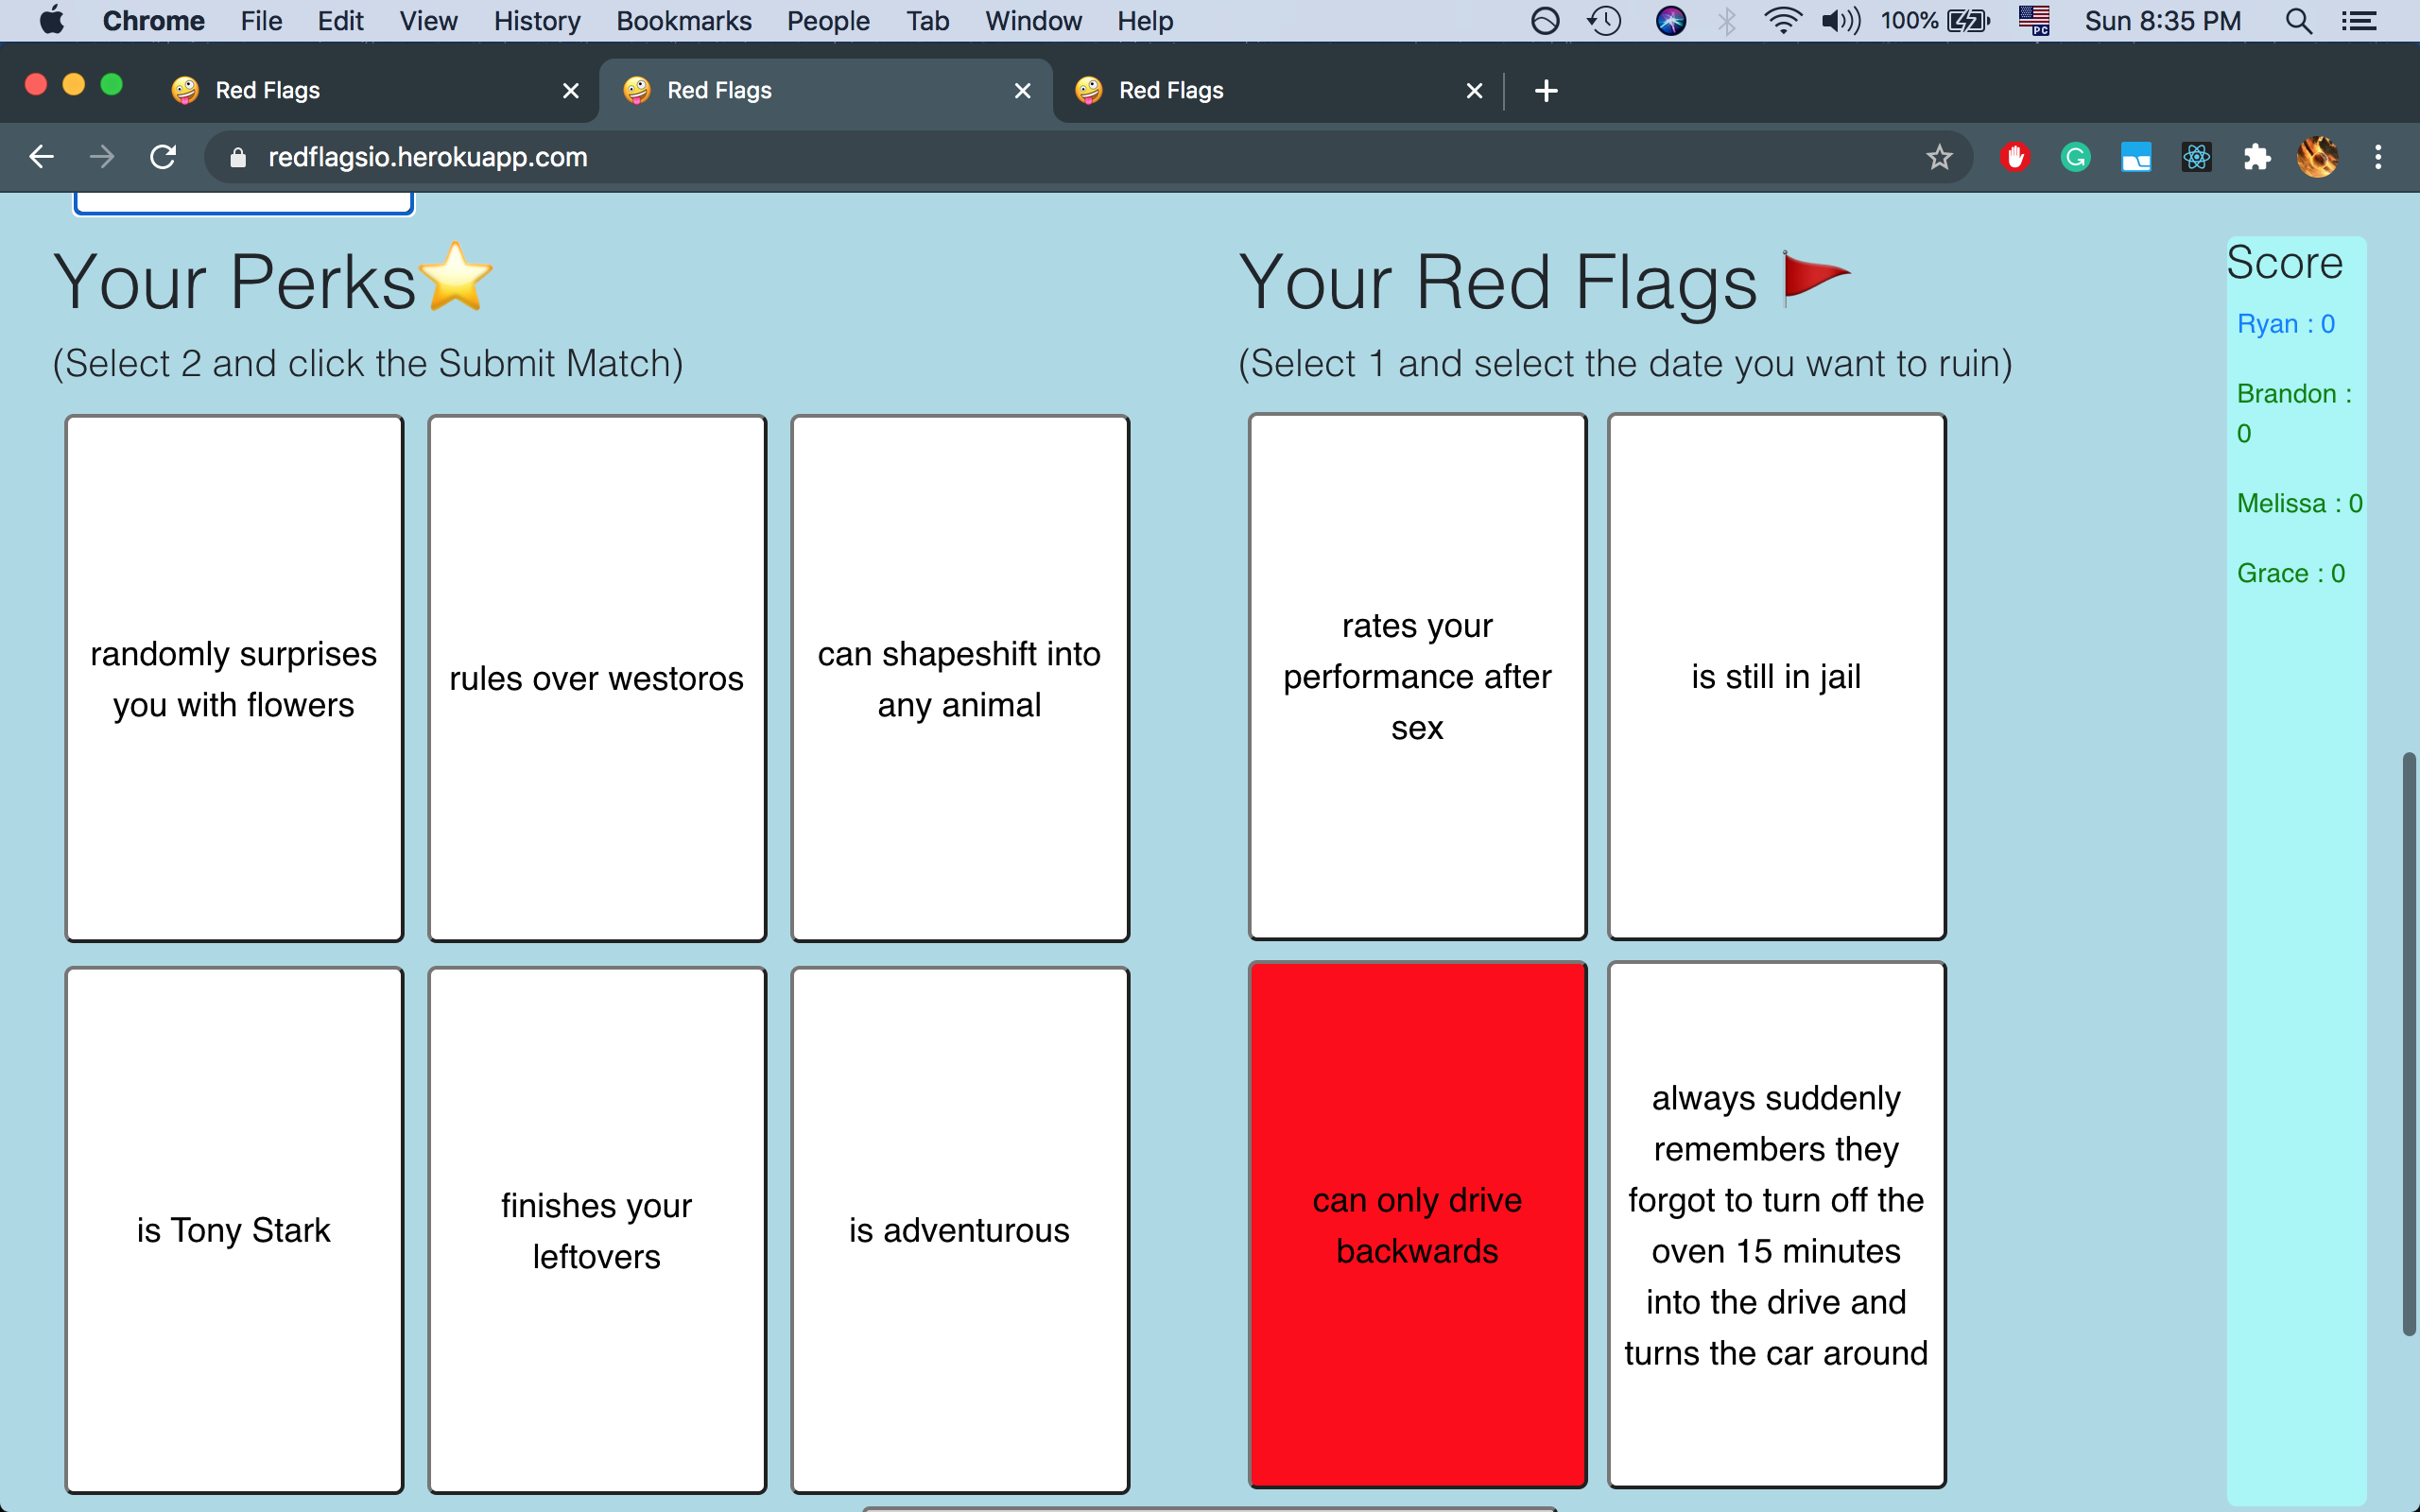 Chrome File Edit View History Bookmarks People Tab Window Help 100% PC Sun 8:35 PM
Red Flags Red Flags Red Flags
redflagsio.herokuapp.com
Your Perks
(Select 2 and click the Submit Match)
randomly surprises
you with flowers
rules over westoros
can shapeshift into
any animal
is Tony Stark
finishes your
leftovers
is adventurous
Your Red Flags
(Select 1 and select the date you want to ruin)
rates your
performance after
sex
is still in jail
can only drive
backwards
always suddenly
remembers they
forgot to turn off the
oven 15 minutes
into the drive and
turns the car around
Score
Ryan : 0
Brandon :
0
Melissa : 0
Grace : 0